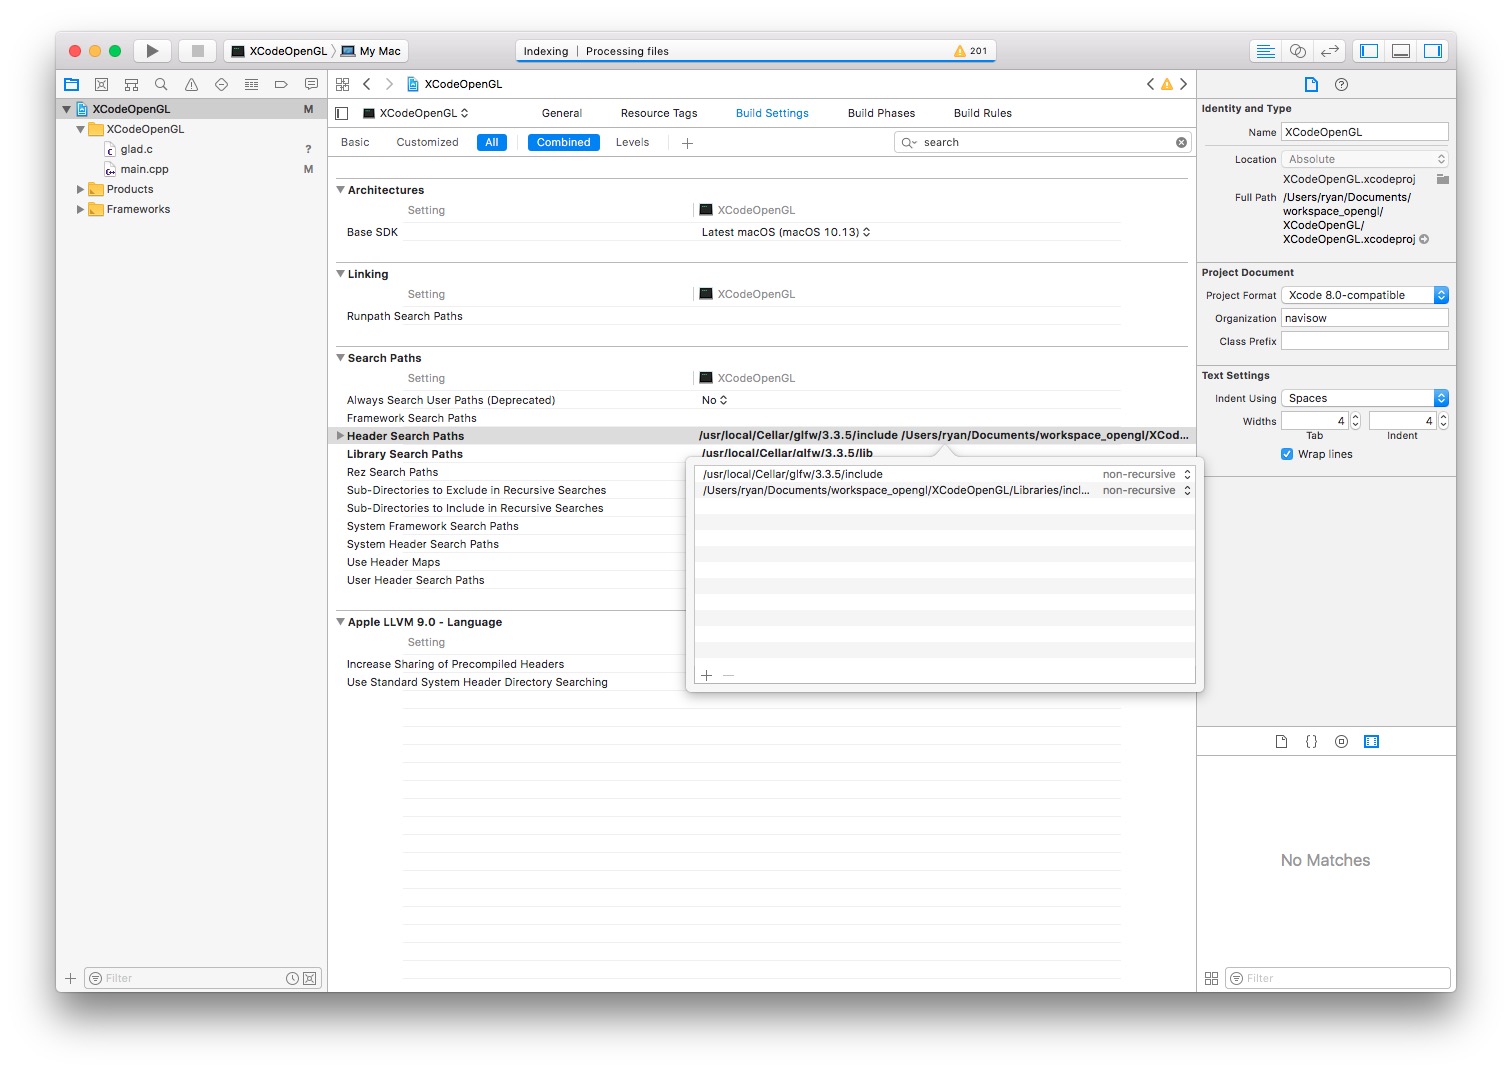 XCodeOpenGL My Mac
Indexing | Processing files 201
XCodeOpenGL
XCodeOpenGL M
XCodeOpenGL
glad.c ?
main.cpp M
Products
Frameworks
Filter
XCodeOpenGL General Resource Tags Build Settings Build Phases Build Rules
Basic Customized All Combined Levels + search
Architectures
Setting XCodeOpenGL
Base SDK Latest macOS (macOS 10.13)
Linking
Setting XCodeOpenGL
Runpath Search Paths
Search Paths
Setting XCodeOpenGL
Always Search User Paths (Deprecated) No
Framework Search Paths
Header Search Paths /usr/local/Cellar/glfw/3.3.5/include /Users/ryan/Documents/workspace_opengl/XCod...
Library Search Paths /usr/local/Cellar/glfw/3.3.5/lib
Rez Search Paths
Sub-Directories to Exclude in Recursive Searches
Sub-Directories to Include in Recursive Searches
System Framework Search Paths
System Header Search Paths
Use Header Maps
User Header Search Paths
/usr/local/Cellar/glfw/3.3.5/include non-recursive
/Users/ryan/Documents/workspace_opengl/XCodeOpenGL/Libraries/incl... non-recursive
Apple LLVM 9.0 - Language
Setting
Increase Sharing of Precompiled Headers
Use Standard System Header Directory Searching
Identity and Type
Name XCodeOpenGL
Location Absolute
XCodeOpenGL.xcodeproj
Full Path /Users/ryan/Documents/
workspace_opengl/
XCodeOpenGL/
XCodeOpenGL.xcodeproj
Project Document
Project Format Xcode 8.0-compatible
Organization navisow
Class Prefix
Text Settings
Indent Using Spaces
Widths 4 4
Tab Indent
Wrap lines
No Matches
Filter